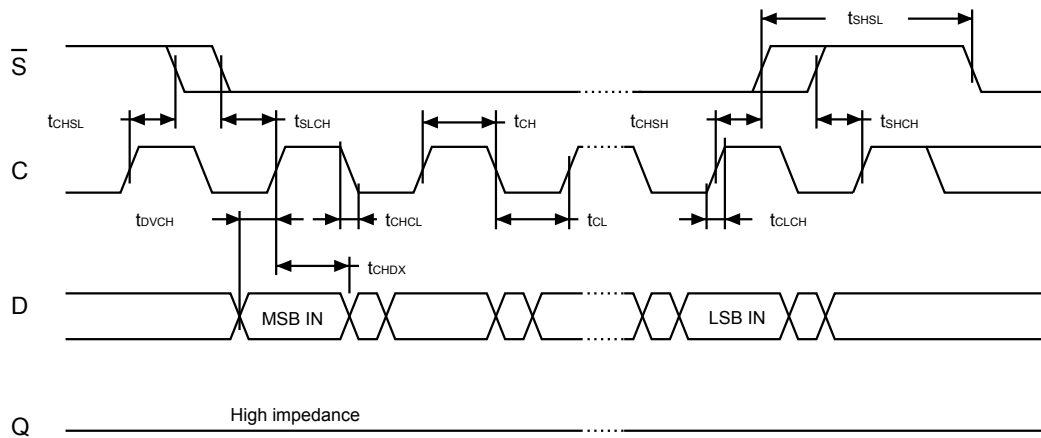 tSHSL
S
tCHSL
tSLCH
tCH
tCHSH
tSHCH
C
tDVCH
tCHCL
tCL
tCLCH
tCHDX
D
MSB IN
LSB IN
High impedance
Q